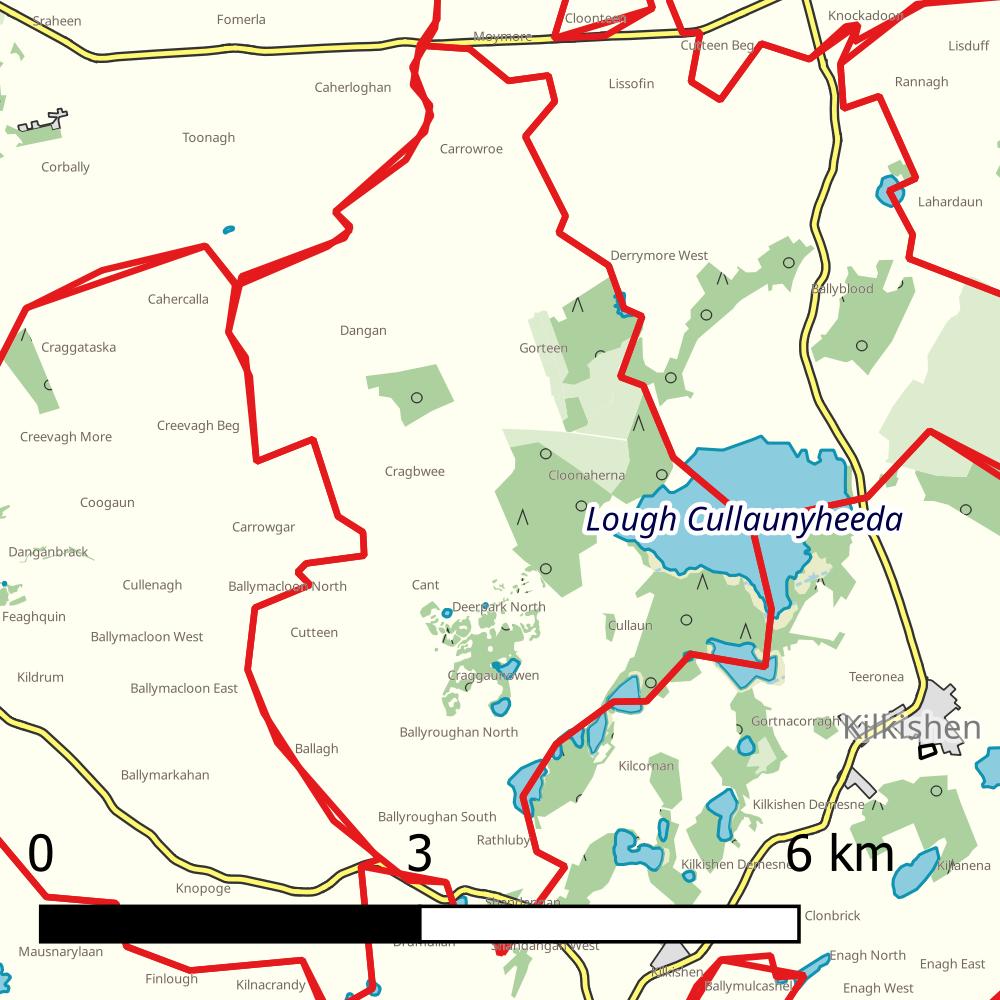 Sraheen
Fomerla
Cloonteen
Knockadoon
Moymore
Cutteen Beg
Lisduff
Caherloghan
Lissofin
Rannagh
Toonagh
Carrowroe
Corbally
Lahardaun
Derrymore West
Ballyblood
Cahercalla
Dangan
Craggataska
Gorteen
Creevagh More
Creevagh Beg
Cragbwee
Cloonaherna
Coogaun
Carrowgar
Lough Cullaunyheeda
Danganbrack
Cullenagh
Ballymacloon North
Cant
Deerpark North
Feaghquin
Ballymacloon West
Cutteen
Cullaun
Kildrum
Ballymacloon East
Craggaunowen
Teeronea
Gortnacorragh
Kilkishen
Ballyroughan North
Ballagh
Ballymarkahan
Kilcornan
Kilkishen Demesne
Ballyroughan South
Rathluby
0
3
6 km
Kilkishen Demesne
Killanena
Knopoge
Shandangan
Clonbrick
Mausnarylaan
Drumullan
Shandangan West
Enagh North
Enagh East
Finlough
Kilnacrandy
Kilkishen
Ballymulcashel
Enagh West